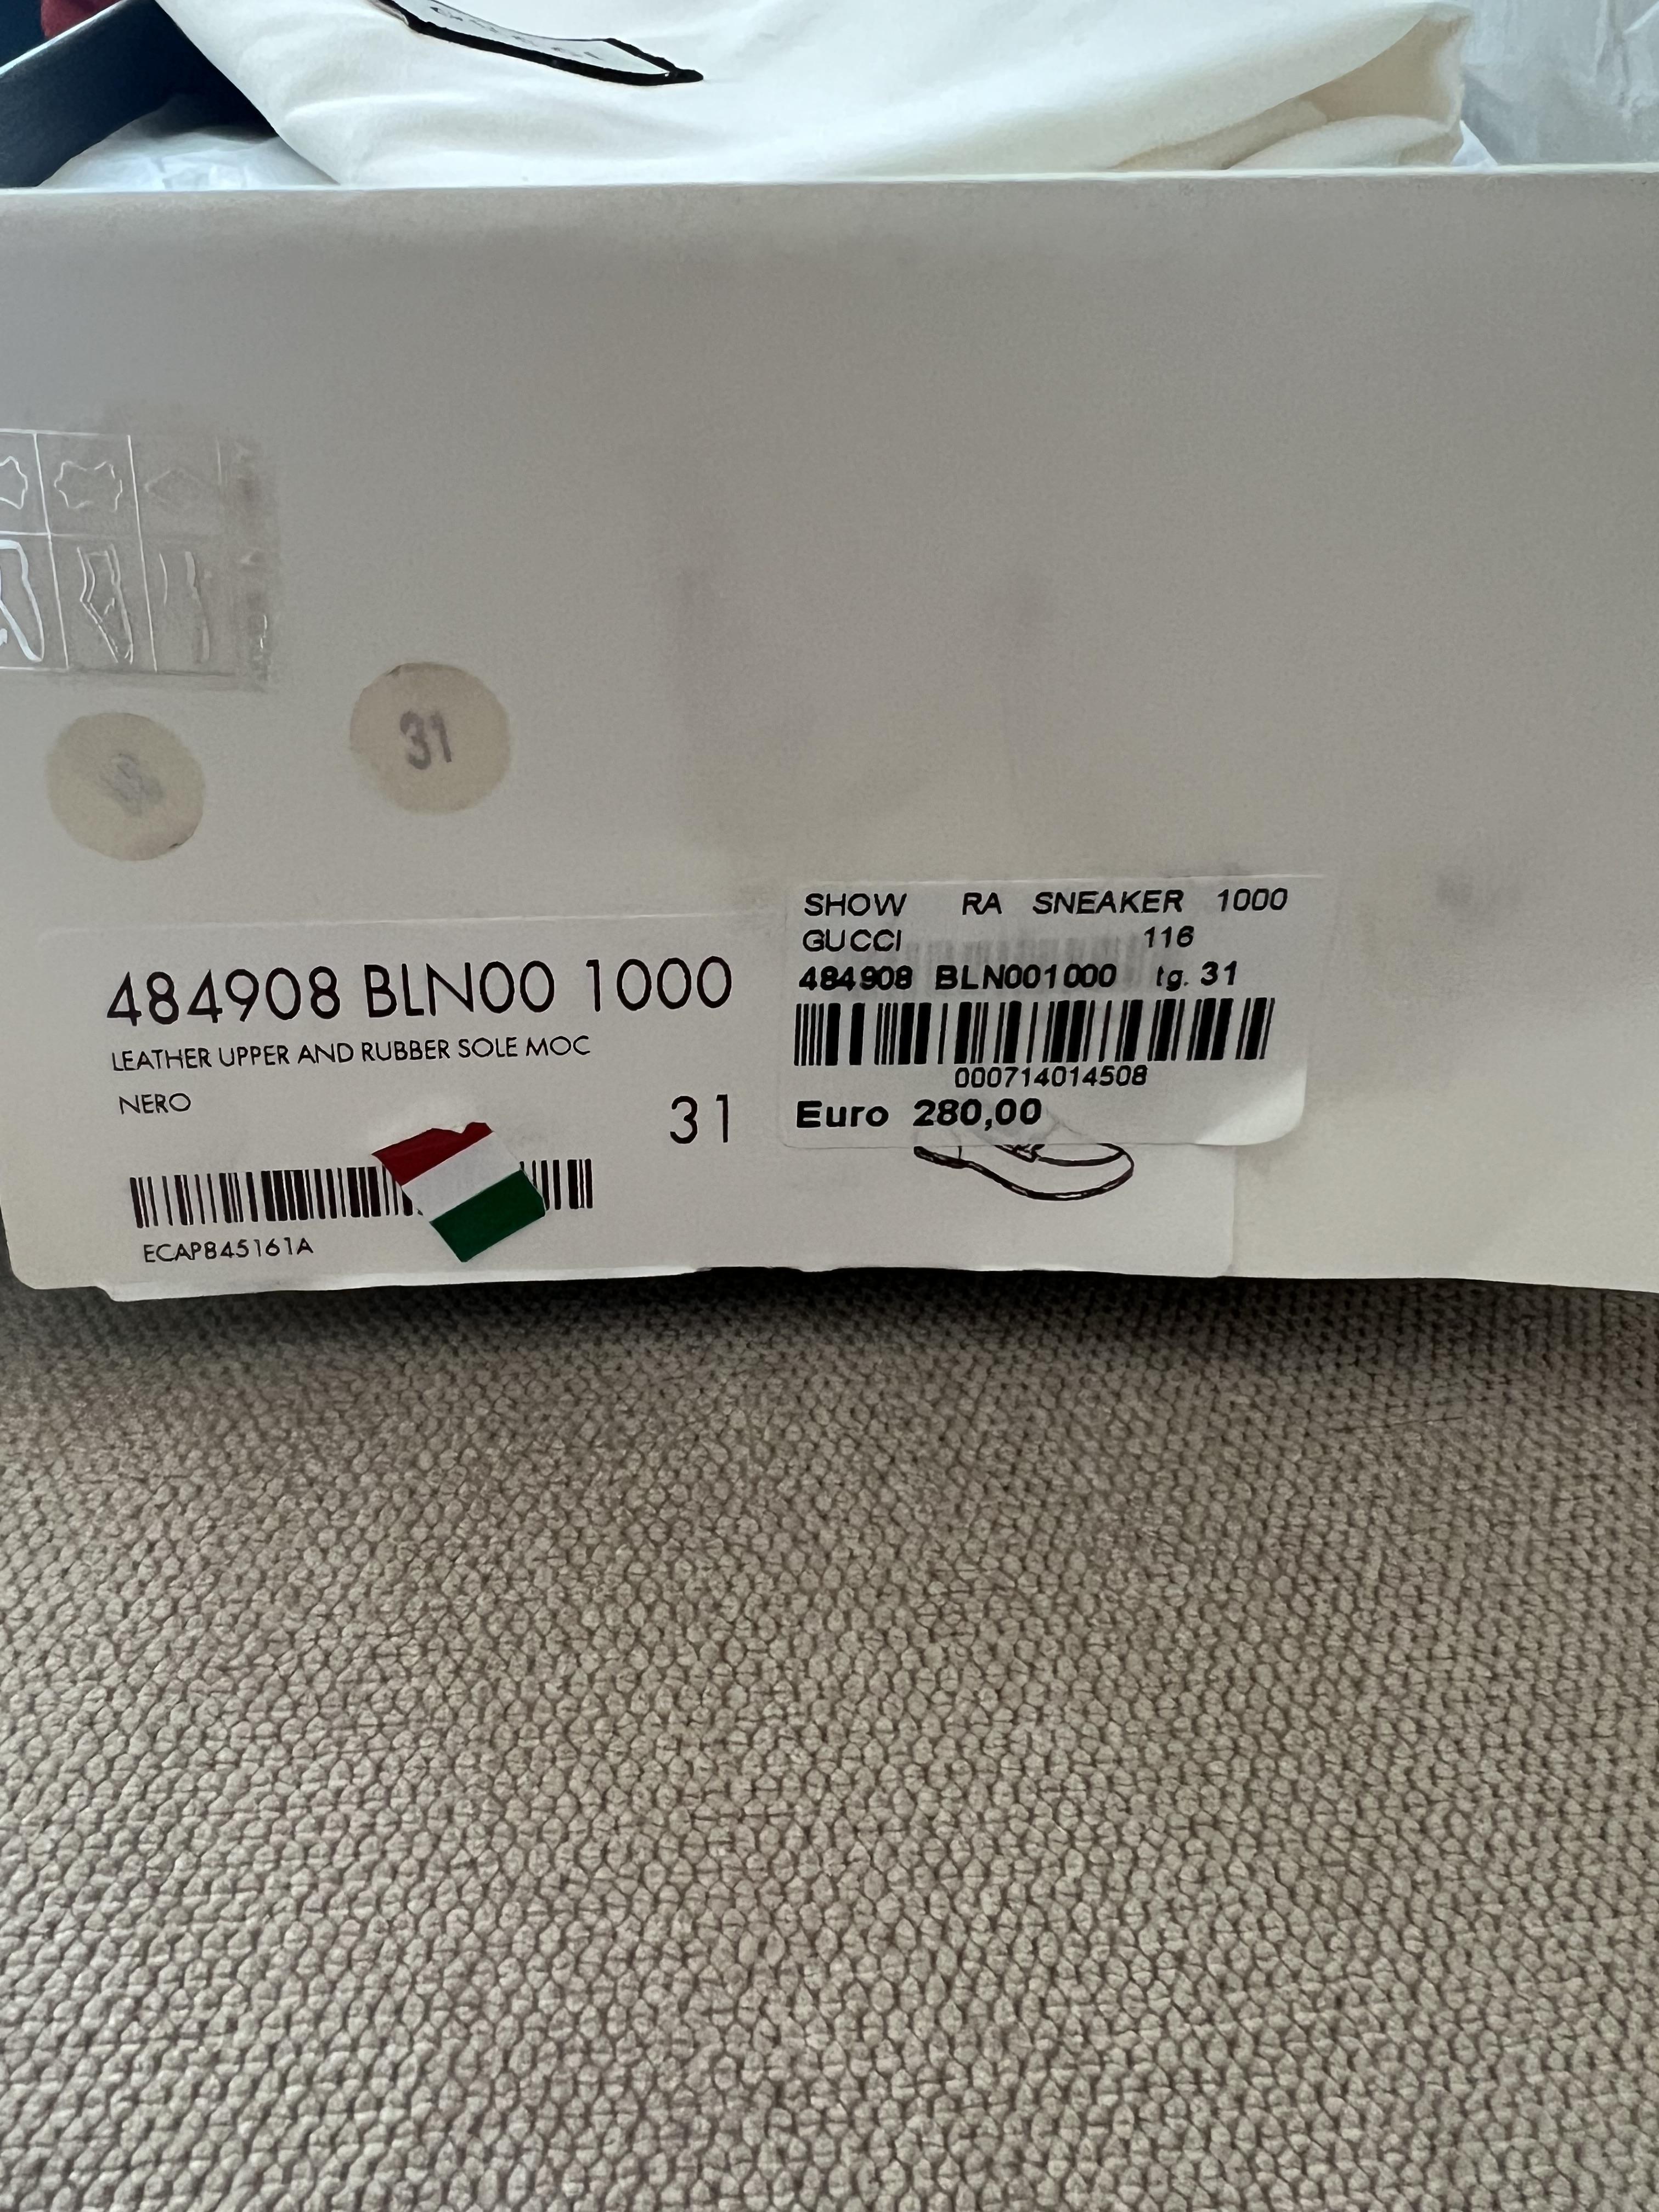 31
SHOW RA SNEAKER 1000
GUCCI 116
484908 BLN001000 tg. 31
000714014508
Euro 280,00
484908 BLN00 1000
LEATHER UPPER AND RUBBER SOLE MOC
NERO
31
ECAP845161A